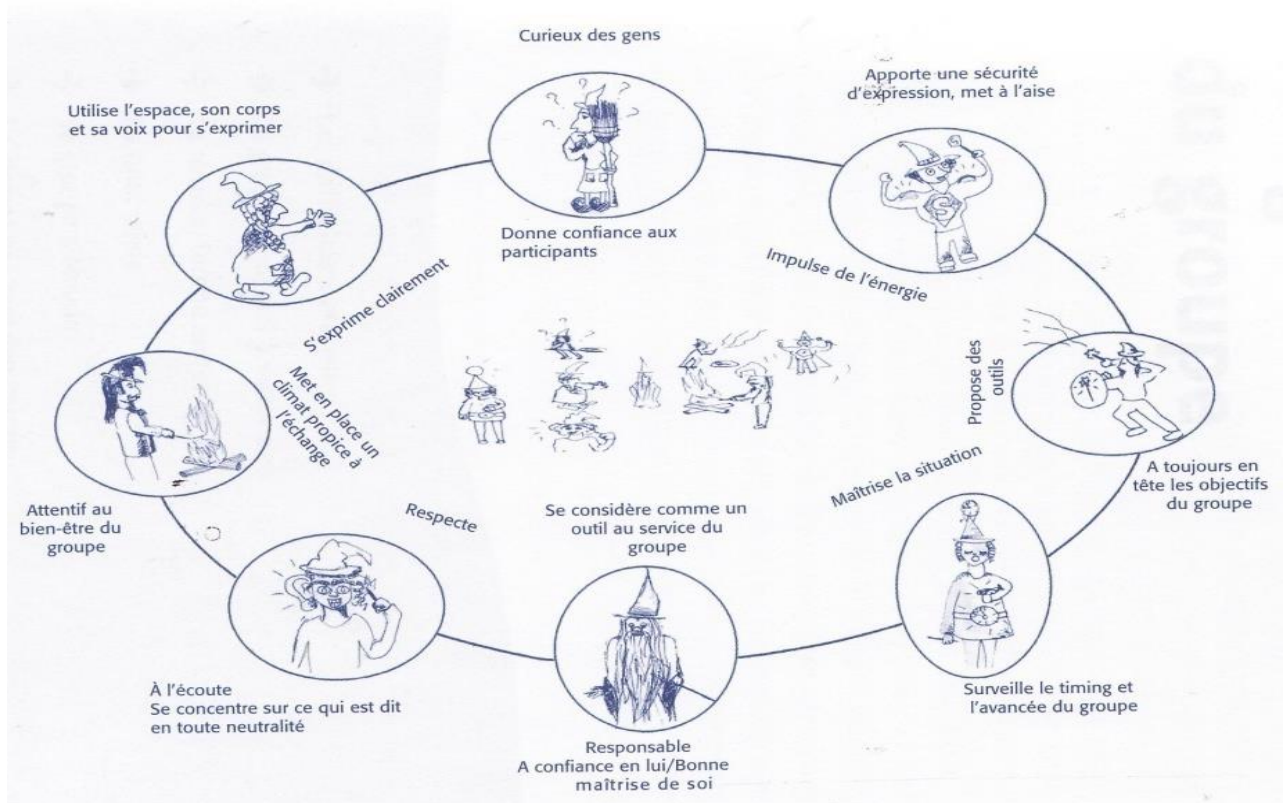 Curieux des gens
Apporte une sécurité
d'expression, met à l'aise
Utilise l'espace, son corps
et sa voix pour s'exprimer
Donne confiance aux
participants
Impulse de l'énergie
S'exprime clairement
Propose des
outils
Met en place un
climat propice à
l'échange
Maîtrise la situation
A toujours en
tête les objectifs
du groupe
Attentif au
bien-être du
groupe
Respecte
Se considère comme un
outil au service du
groupe
À l'écoute
Se concentre sur ce qui est dit
en toute neutralité
Surveille le timing et
l'avancée du groupe
Responsable
A confiance en lui/Bonne
maîtrise de soi
du groupe
S